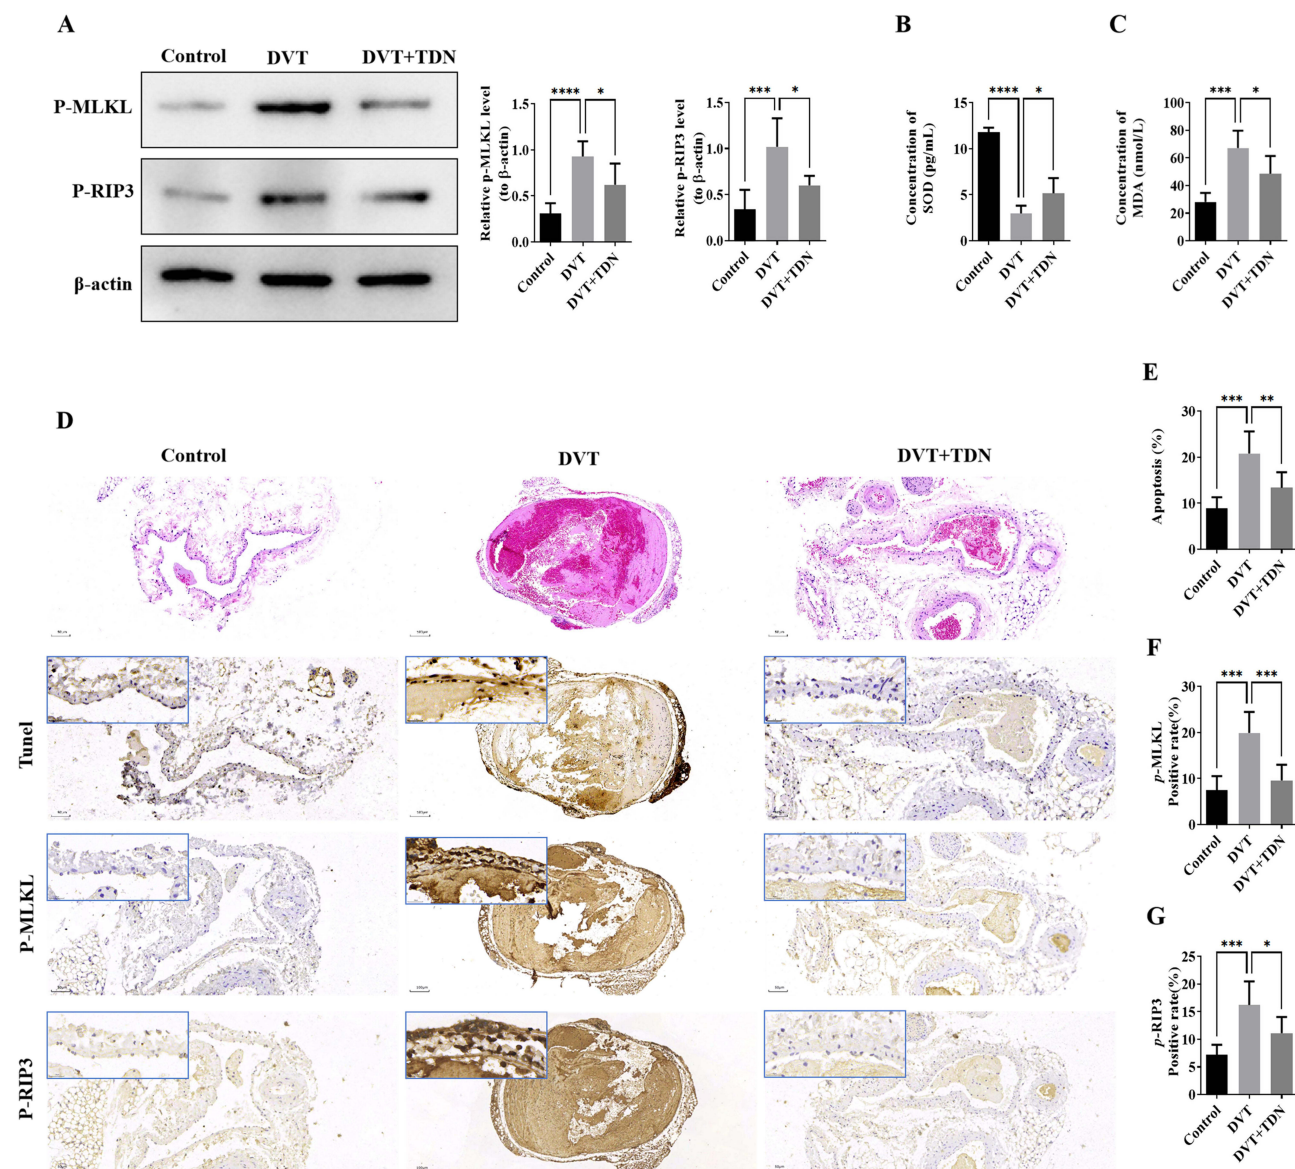 A
B
C
Control
DVT
DVT+TDN
P-MLKL
P-RIP3
β-actin
Relative p-MLKL level
(to β-actin)
1.5
1.0
0.5
0.0
****
*
Control
DVT
DVT+TDN
Relative p-RIP3 level
(to β-actin)
1.5
1.0
0.5
0.0
***
*
Control
DVT
DVT+TDN
Concentration of
SOD (pg/mL)
15
10
5
0
****
*
Control
DVT
DVT+TDN
Concentration of
MDA (nmol/L)
100
80
60
40
20
0
***
*
Control
DVT
DVT+TDN
D
Control
DVT
DVT+TDN
Tunel
P-MLKL
P-RIP3
E
Apoptosis (%)
30
20
10
0
***
**
Control
DVT
DVT+TDN
F
p-MLKL
Positive rate(%)
30
20
10
0
***
***
Control
DVT
DVT+TDN
G
p-RIP3
Positive rate(%)
25
20
15
10
5
0
***
*
Control
DVT
DVT+TDN